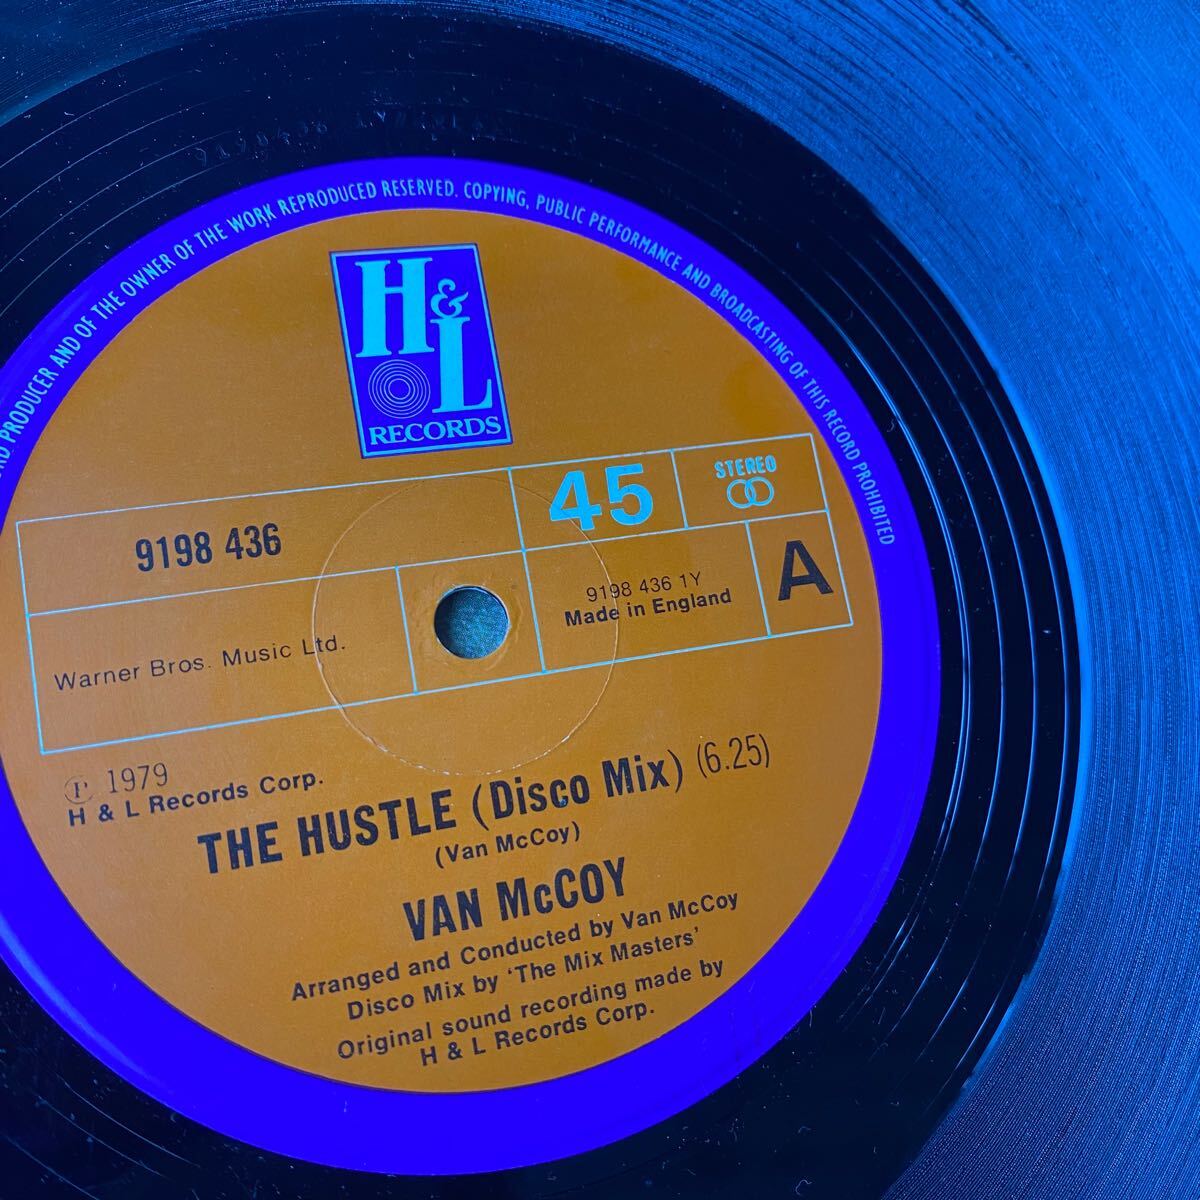 PRODUCER AND OF THE OWNER OF THE WORK REPRODUCED RESERVED. COPYING, PUBLIC PERFORMANCE AND BROADCASTING OF THIS RECORD PROHIBITED
H&L
RECORDS
9198 436
45
STEREO
Warner Bros. Music Ltd.
9198 436 1Y
Made in England
A
℗ 1979
H & L Records Corp.
THE HUSTLE (Disco Mix) (6.25)
(Van McCoy)
VAN McCOY
Arranged and Conducted by Van McCoy
Disco Mix by ‘The Mix Masters’
Original sound recording made by
H & L Records Corp.